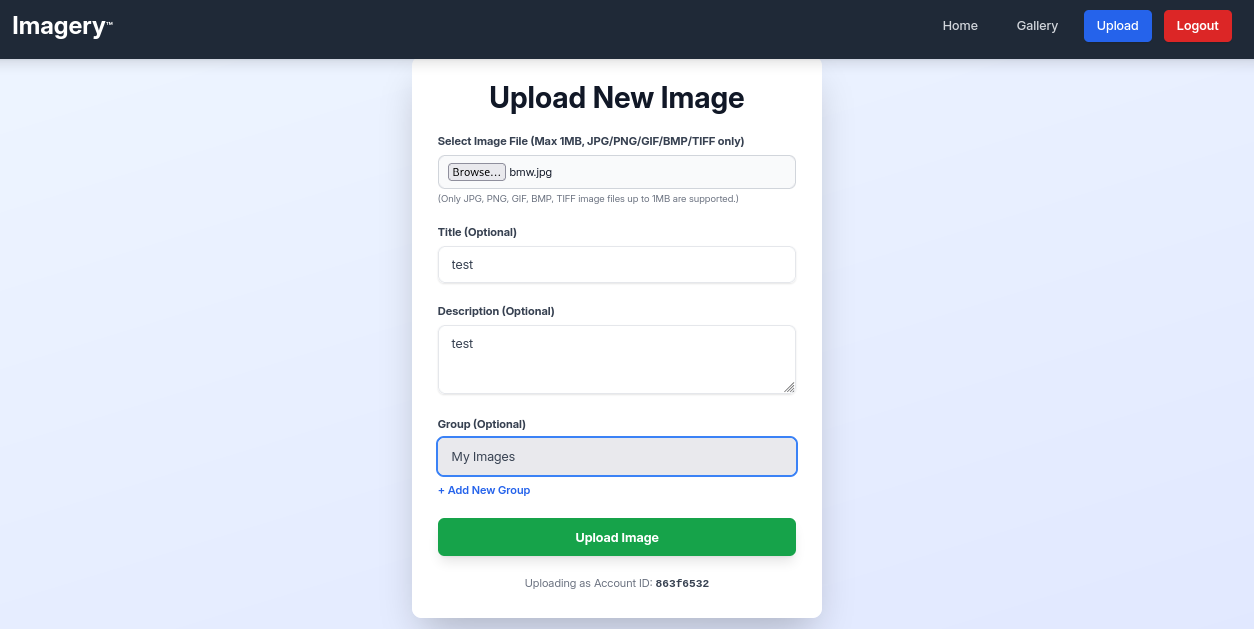 Imagery™
Home Gallery Upload Logout
Upload New Image
Select Image File (Max 1MB, JPG/PNG/GIF/BMP/TIFF only)
Browse... bmw.jpg
(Only JPG, PNG, GIF, BMP, TIFF image files up to 1MB are supported.)
Title (Optional)
test
Description (Optional)
test
Group (Optional)
My Images
+ Add New Group
Upload Image
Uploading as Account ID: 863f6532